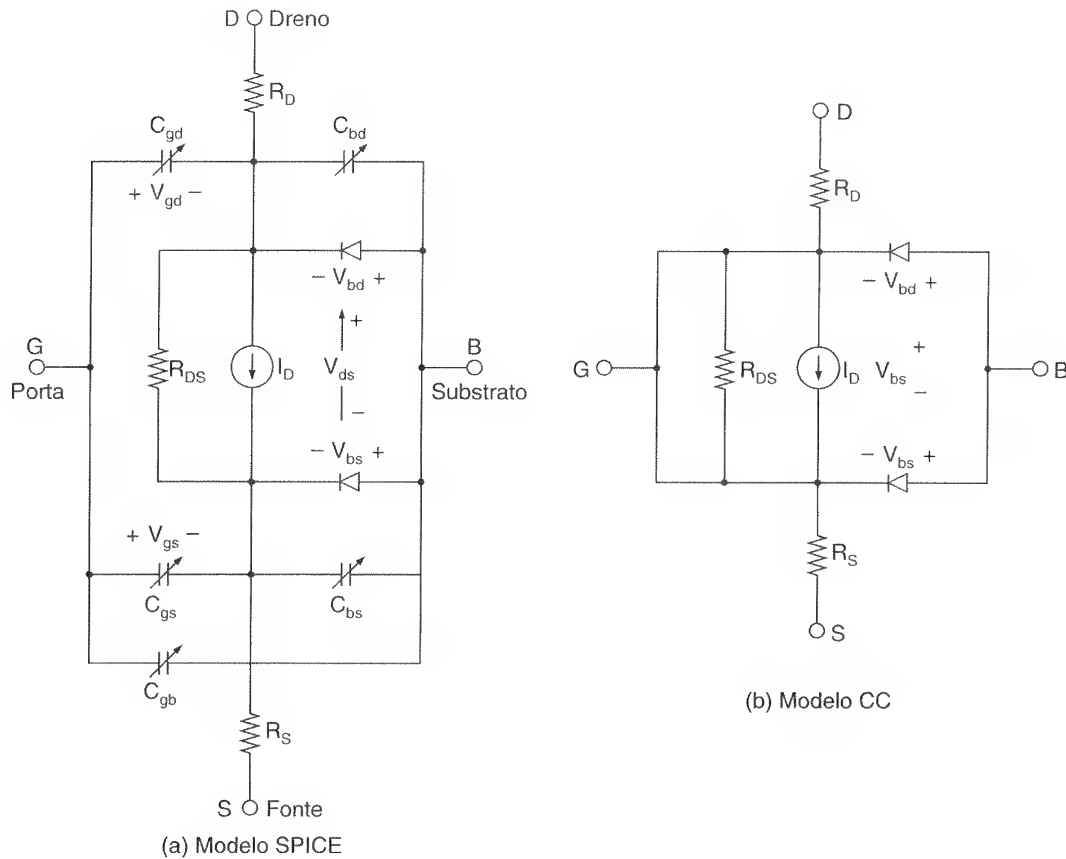 D Dreno
R_D
C_gd
C_bd
+ V_gd −
− V_bd +
+
G
Porta
R_DS
I_D
V_ds
B
Substrato
−
− V_bs +
+ V_gs −
C_gs
C_bs
C_gb
R_S
S Fonte
(a) Modelo SPICE
D
R_D
− V_bd +
+
G
R_DS
I_D
V_bs
−
B
− V_bs +
R_S
S
(b) Modelo CC